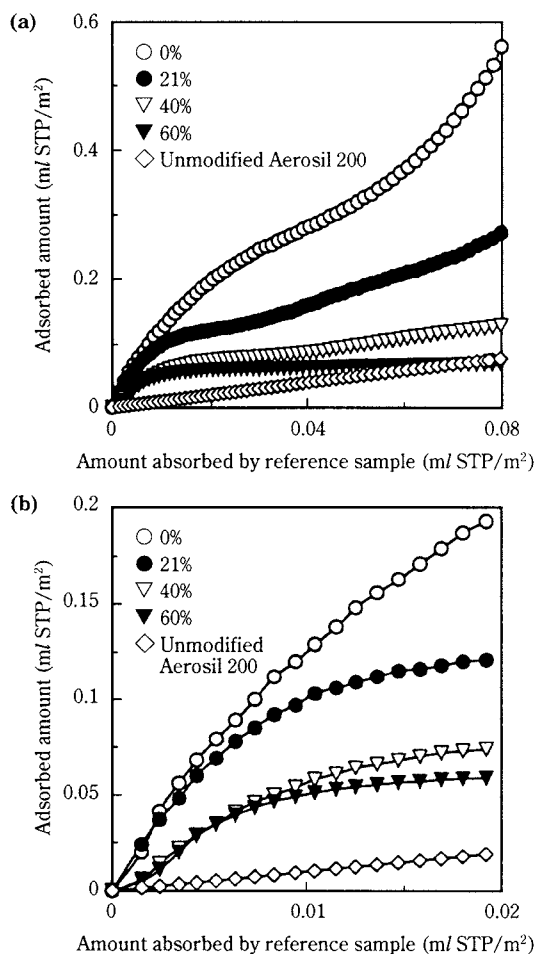 (a)
0.6
0.4
0.2
0
Adsorbed amount (ml STP/m²)
0%
21%
40%
60%
Unmodified Aerosil 200
0
0.04
0.08
Amount absorbed by reference sample (ml STP/m²)
(b)
0.2
0.15
0.10
0.05
0
Adsorbed amount (ml STP/m²)
0%
21%
40%
60%
Unmodified
Aerosil 200
0
0.01
0.02
Amount absorbed by reference sample (ml STP/m²)